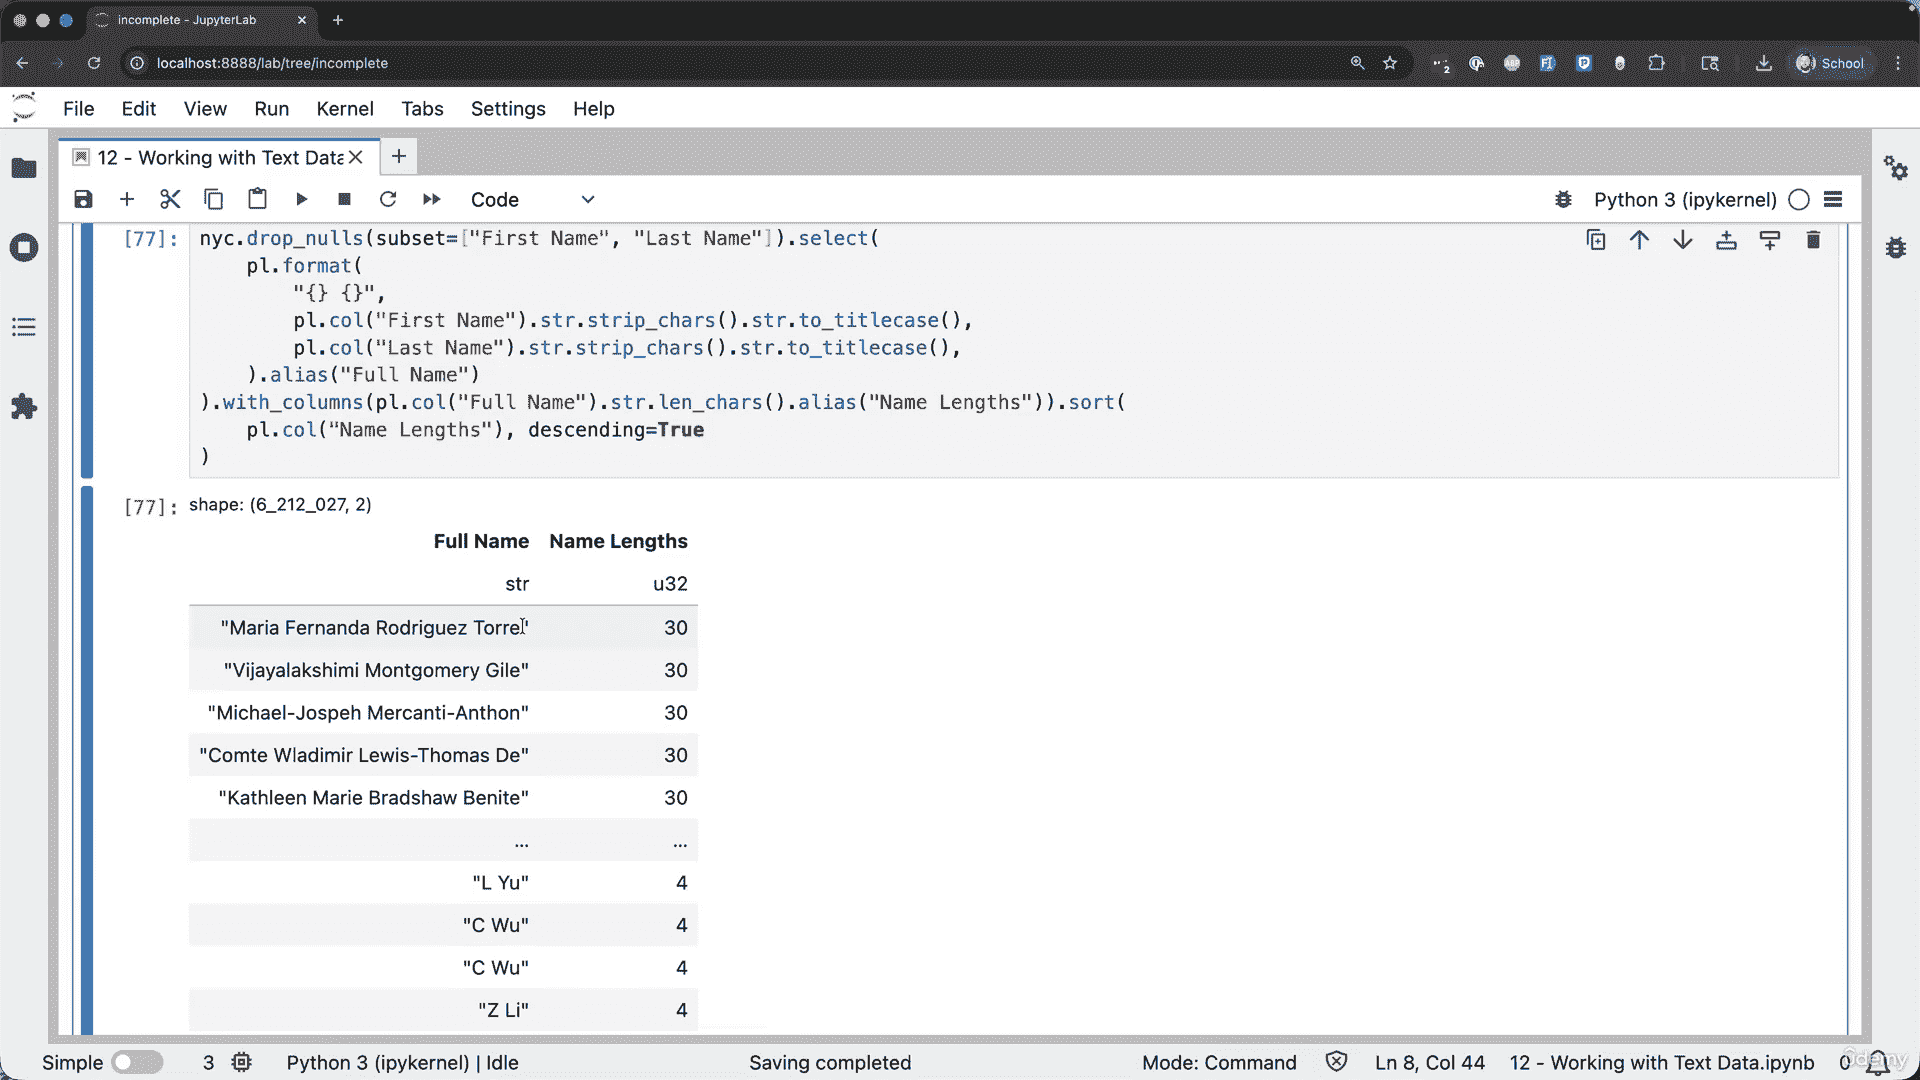 incomplete - JupyterLab
localhost:8888/lab/tree/incomplete
2
School
File Edit View Run Kernel Tabs Settings Help
12 - Working with Text Data
Code
Python 3 (ipykernel)
[77]: nyc.drop_nulls(subset=["First Name", "Last Name"]).select(
pl.format(
"{} {}",
pl.col("First Name").str.strip_chars().str.to_titlecase(),
pl.col("Last Name").str.strip_chars().str.to_titlecase(),
).alias("Full Name")
).with_columns(pl.col("Full Name").str.len_chars().alias("Name Lengths")).sort(
pl.col("Name Lengths"), descending=True
)
[77]: shape: (6_212_027, 2)
Full Name Name Lengths
str u32
"Maria Fernanda Rodriguez Torre" 30
"Vijayalakshimi Montgomery Gile" 30
"Michael-Jospeh Mercanti-Anthon" 30
"Comte Wladimir Lewis-Thomas De" 30
"Kathleen Marie Bradshaw Benite" 30
… …
"L Yu" 4
"C Wu" 4
"C Wu" 4
"Z Li" 4
Simple 3 Python 3 (ipykernel) | Idle Saving completed Mode: Command Ln 8, Col 44 12 - Working with Text Data.ipynb 0
ûdemy